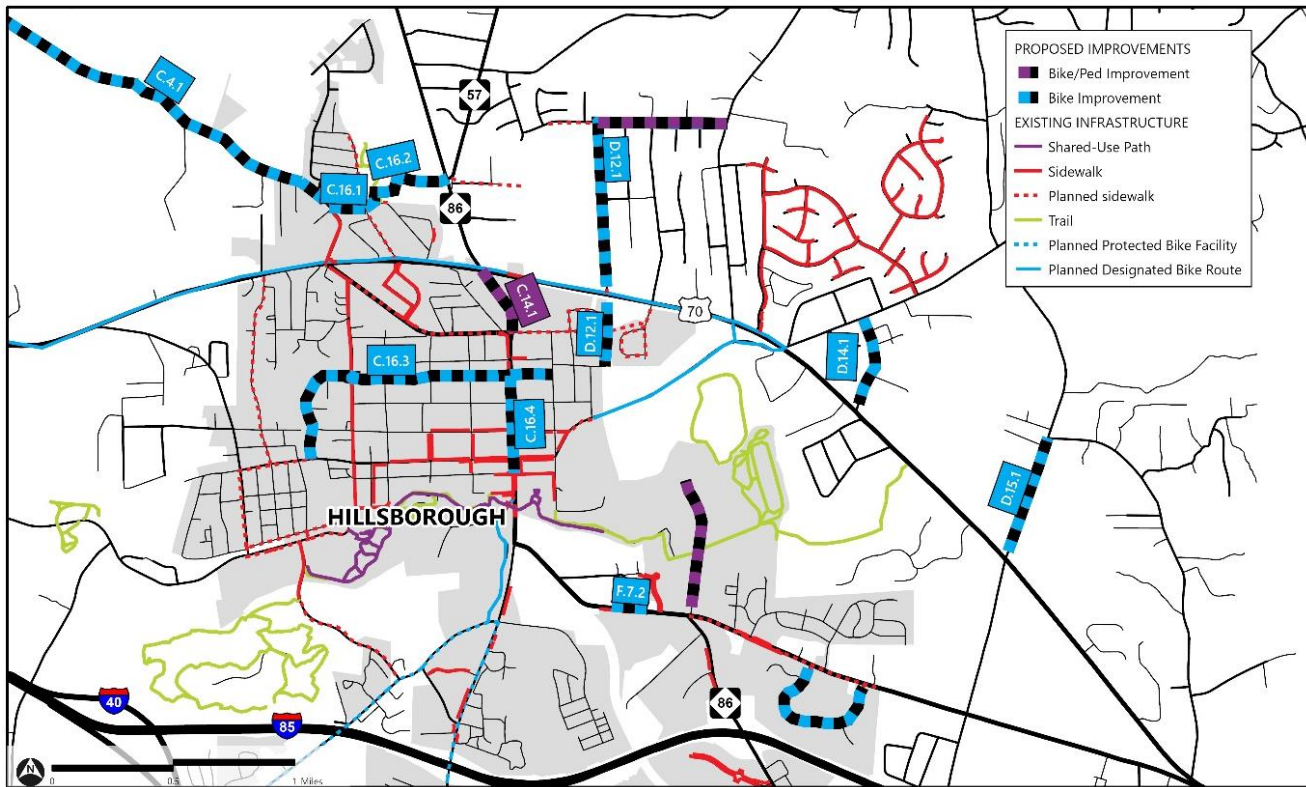 C.4.1
57
C.16.2
C.16.1
86
D.12.1
C.14.1
70
D.12.1
C.16.3
C.16.4
D.14.1
D.15.1
HILLSBOROUGH
F.7.2
86
40
85
N
0
0.5
1 Miles
PROPOSED IMPROVEMENTS
Bike/Ped Improvement
Bike Improvement
EXISTING INFRASTRUCTURE
Shared-Use Path
Sidewalk
Planned sidewalk
Trail
Planned Protected Bike Facility
Planned Designated Bike Route